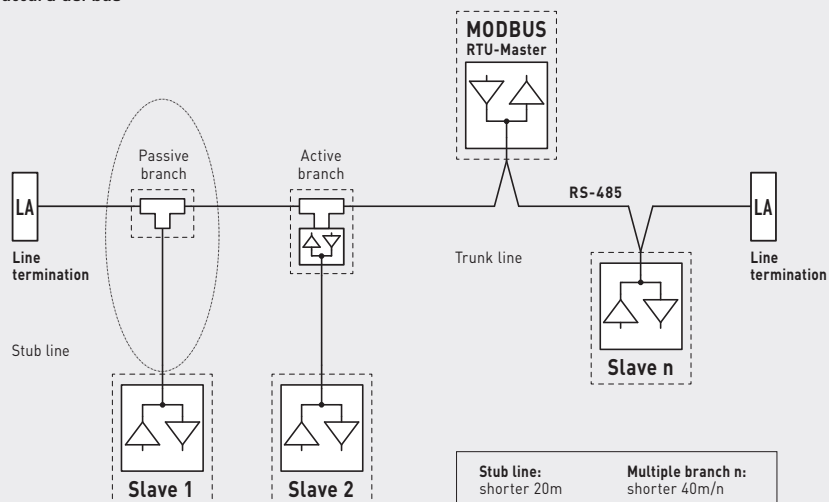 MODBUS
RTU-Master
Passive
branch
Active
branch
LA
RS-485
LA
Line
termination
Trunk line
Line
termination
Stub line
Slave n
Slave 1
Slave 2
Stub line:
shorter 20m
Multiple branch n:
shorter 40m/n